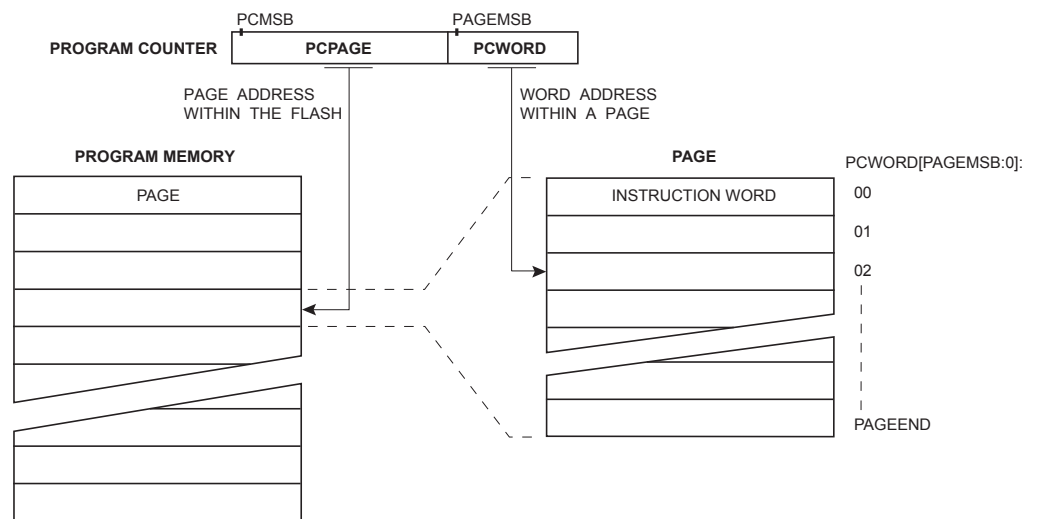 PCMSB PAGEMSB
PROGRAM COUNTER PCPAGE PCWORD
PAGE ADDRESS
WITHIN THE FLASH
WORD ADDRESS
WITHIN A PAGE
PROGRAM MEMORY
PAGE
PAGE
INSTRUCTION WORD
PCWORD[PAGEMSB:0]:
00
01
02
PAGEEND